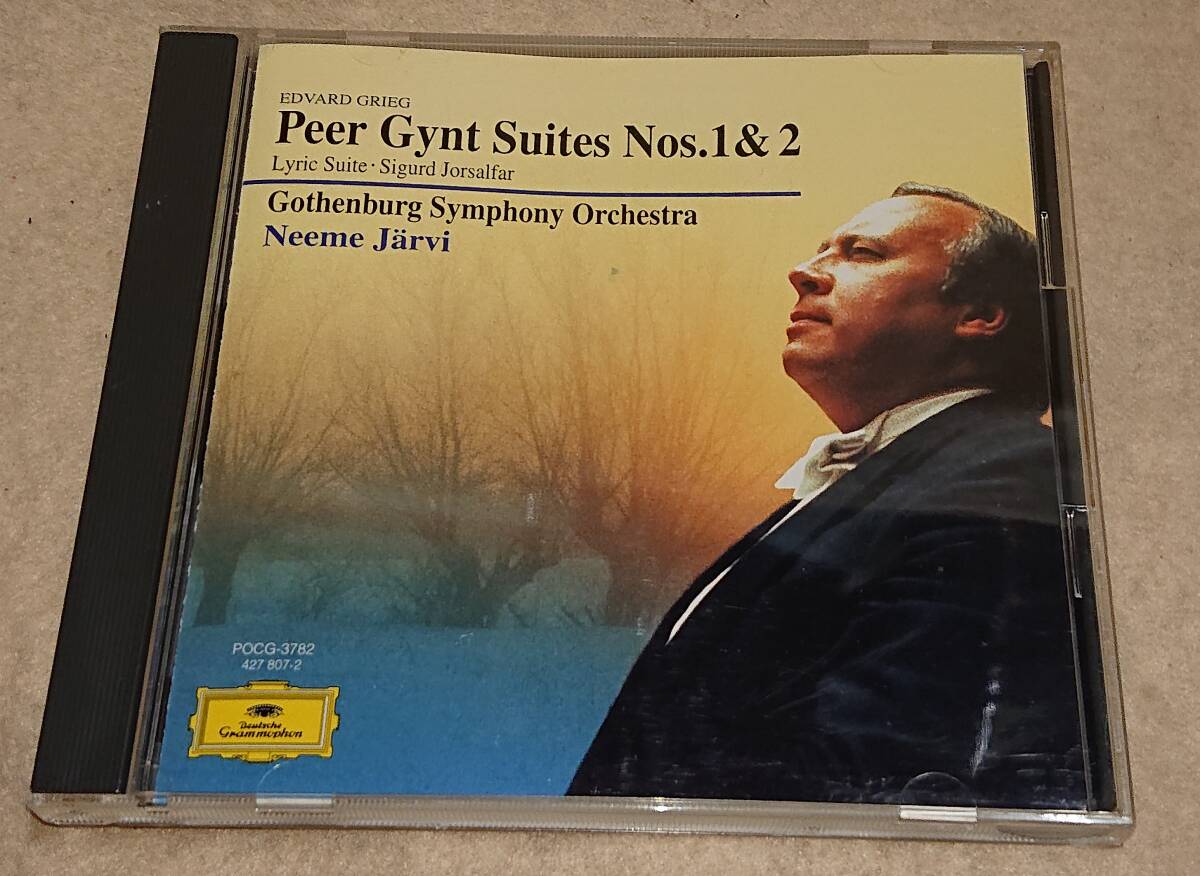 EDVARD GRIEG
Peer Gynt Suites Nos.1 & 2
Lyric Suite · Sigurd Jorsalfar
Gothenburg Symphony Orchestra
Neeme Järvi
POCG-3782
427 807-2
Deutsche
Grammophon